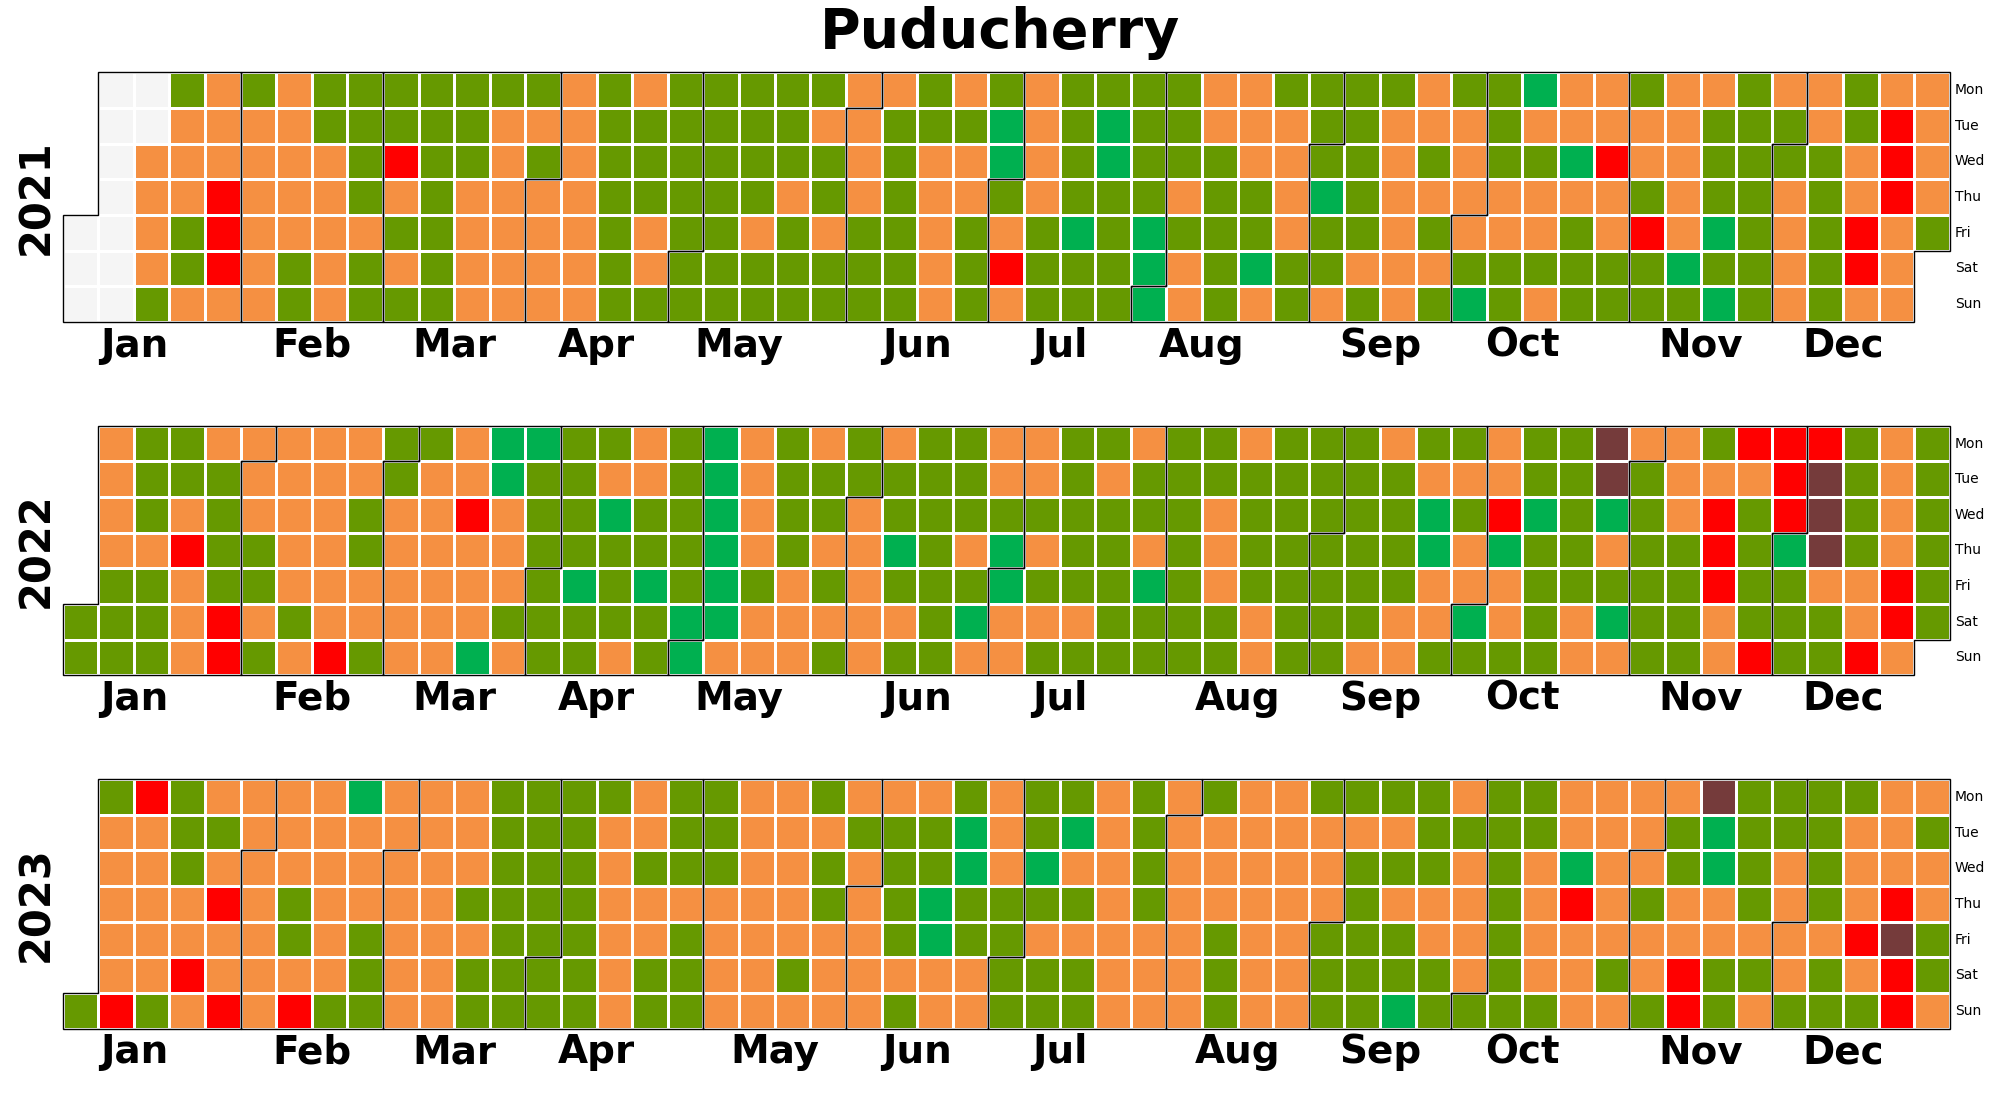 Puducherry
2021
Mon
Tue
Wed
Thu
Fri
Sat
Sun
Jan Feb Mar Apr May Jun Jul Aug Sep Oct Nov Dec
2022
Mon
Tue
Wed
Thu
Fri
Sat
Sun
Jan Feb Mar Apr May Jun Jul Aug Sep Oct Nov Dec
2023
Mon
Tue
Wed
Thu
Fri
Sat
Sun
Jan Feb Mar Apr May Jun Jul Aug Sep Oct Nov Dec